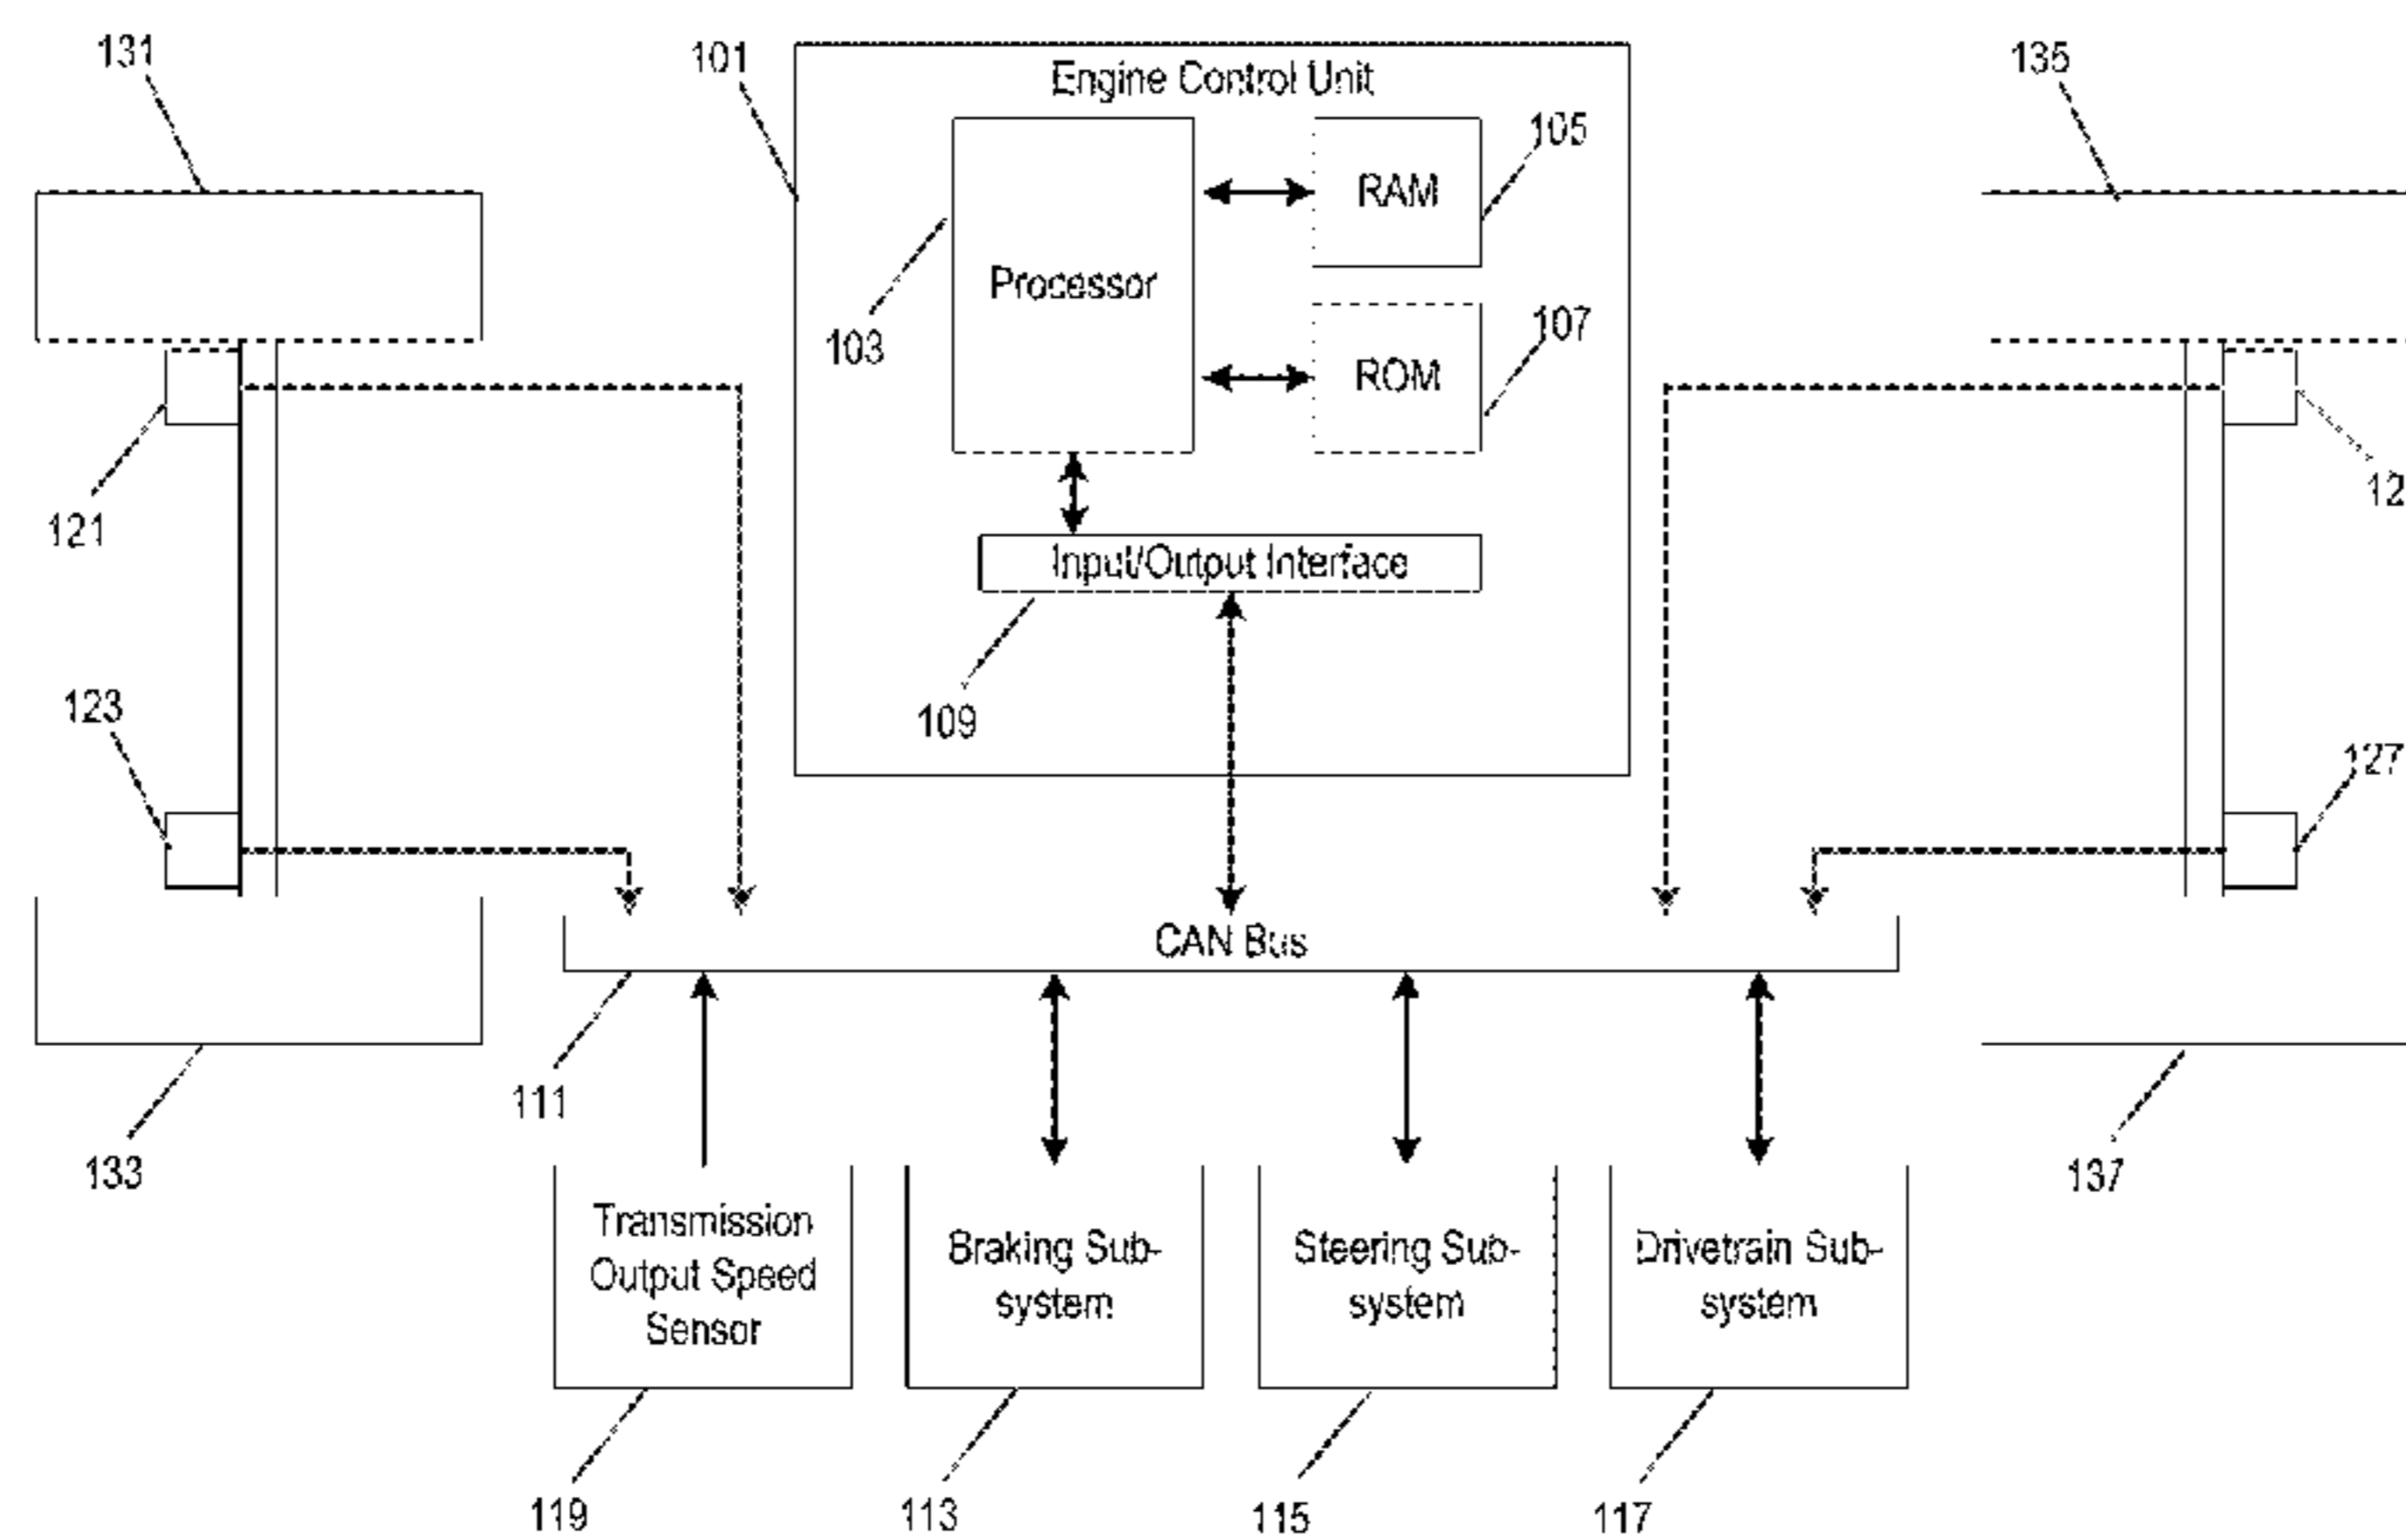 131
101
Engine Control Unit
135
105
RAM
Processor
103
107
ROM
121
12
Input/Output Interface
109
123
127
CAN Bus
111
133
137
Transmission
Output Speed
Sensor
Braking Sub-
system
Steering Sub-
system
Drivetrain Sub-
system
119
113
115
117